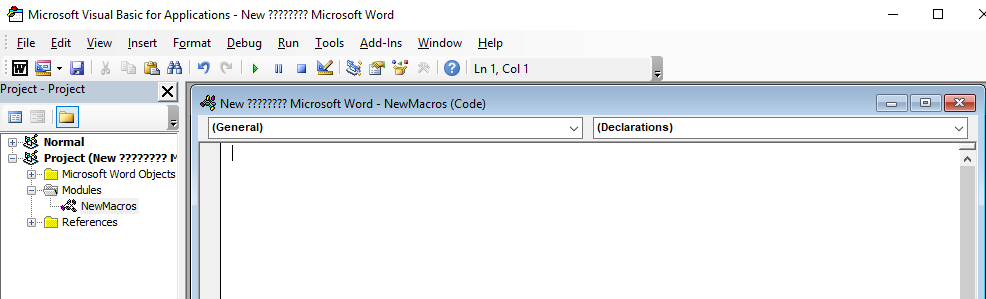 Microsoft Visual Basic for Applications - New ???????? Microsoft Word
File Edit View Insert Format Debug Run Tools Add-Ins Window Help
Ln 1, Col 1
Project - Project
New ???????? Microsoft Word - NewMacros (Code)
(General) (Declarations)
Normal
Project (New ???????? M
Microsoft Word Objects
Modules
NewMacros
References